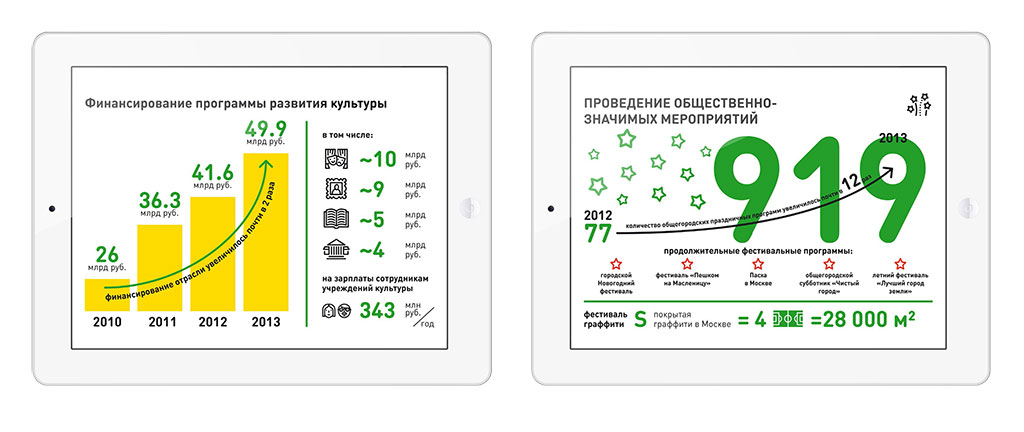 Финансирование программы развития культуры
49.9
млрд руб.
41.6
млрд руб.
36.3
млрд руб.
26
млрд руб.
финансирование отрасли увеличилось почти в 2 раза
2010 2011 2012 2013
в том числе:
~10 млрд
руб.
~9 млрд
руб.
~5 млрд
руб.
~4 млрд
руб.
на зарплаты сотрудникам
учреждений культуры
343 млн
руб.
/год
ПРОВЕДЕНИЕ ОБЩЕСТВЕННО-
ЗНАЧИМЫХ МЕРОПРИЯТИЙ
2013
919
2012
77
количество общегородских праздничных программ увеличилось почти в 12 раз
продолжительные фестивальные программы:
городской
Новогодний
фестиваль
фестиваль «Пешком
на Масленицу»
Пасха
в Москве
общегородской
субботник «Чистый
город»
летний фестиваль
«Лучший город
земли»
фестиваль
граффити
S покрытая
граффити в Москве
= 4 =28 000 м²